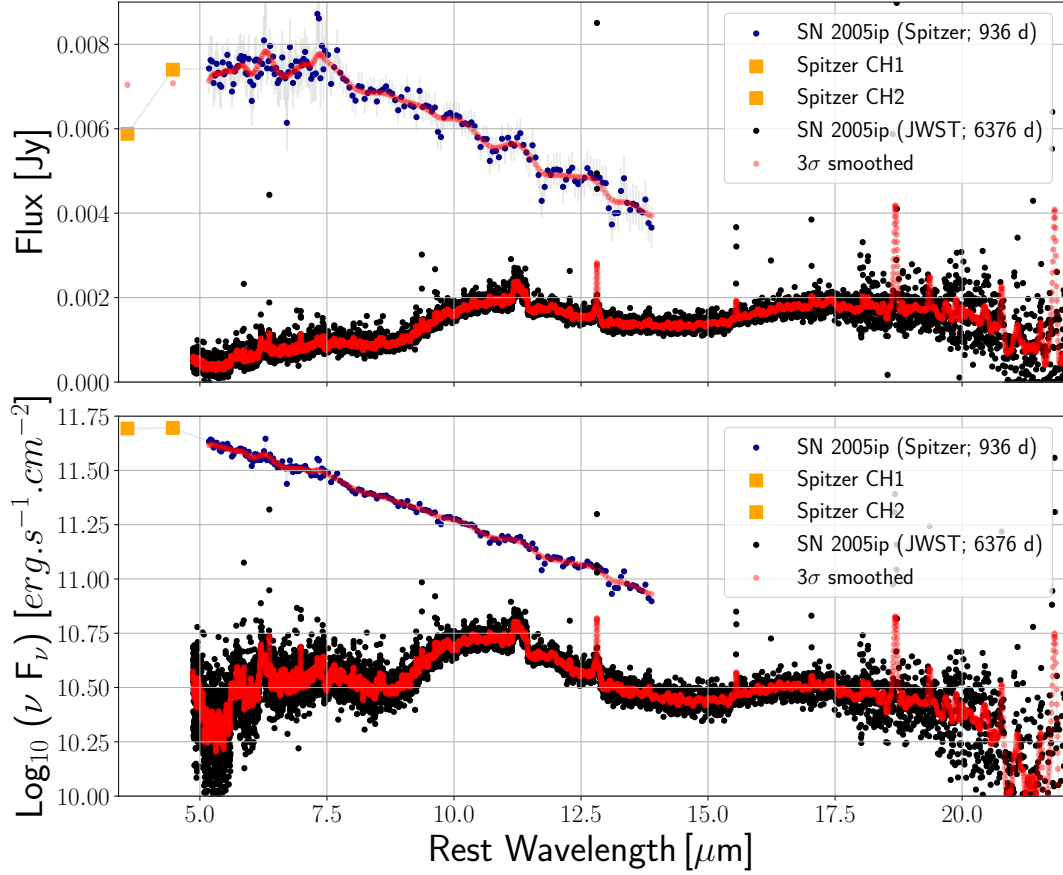 0.008
0.006
0.004
0.002
0.000
Flux [Jy]
SN 2005ip (Spitzer; 936 d)
Spitzer CH1
Spitzer CH2
SN 2005ip (JWST; 6376 d)
3σ smoothed
11.75
11.50
11.25
11.00
10.75
10.50
10.25
10.00
Log₁₀ (ν F_ν) [erg.s⁻¹.cm⁻²]
SN 2005ip (Spitzer; 936 d)
Spitzer CH1
Spitzer CH2
SN 2005ip (JWST; 6376 d)
3σ smoothed
5.0 7.5 10.0 12.5 15.0 17.5 20.0
Rest Wavelength [μm]